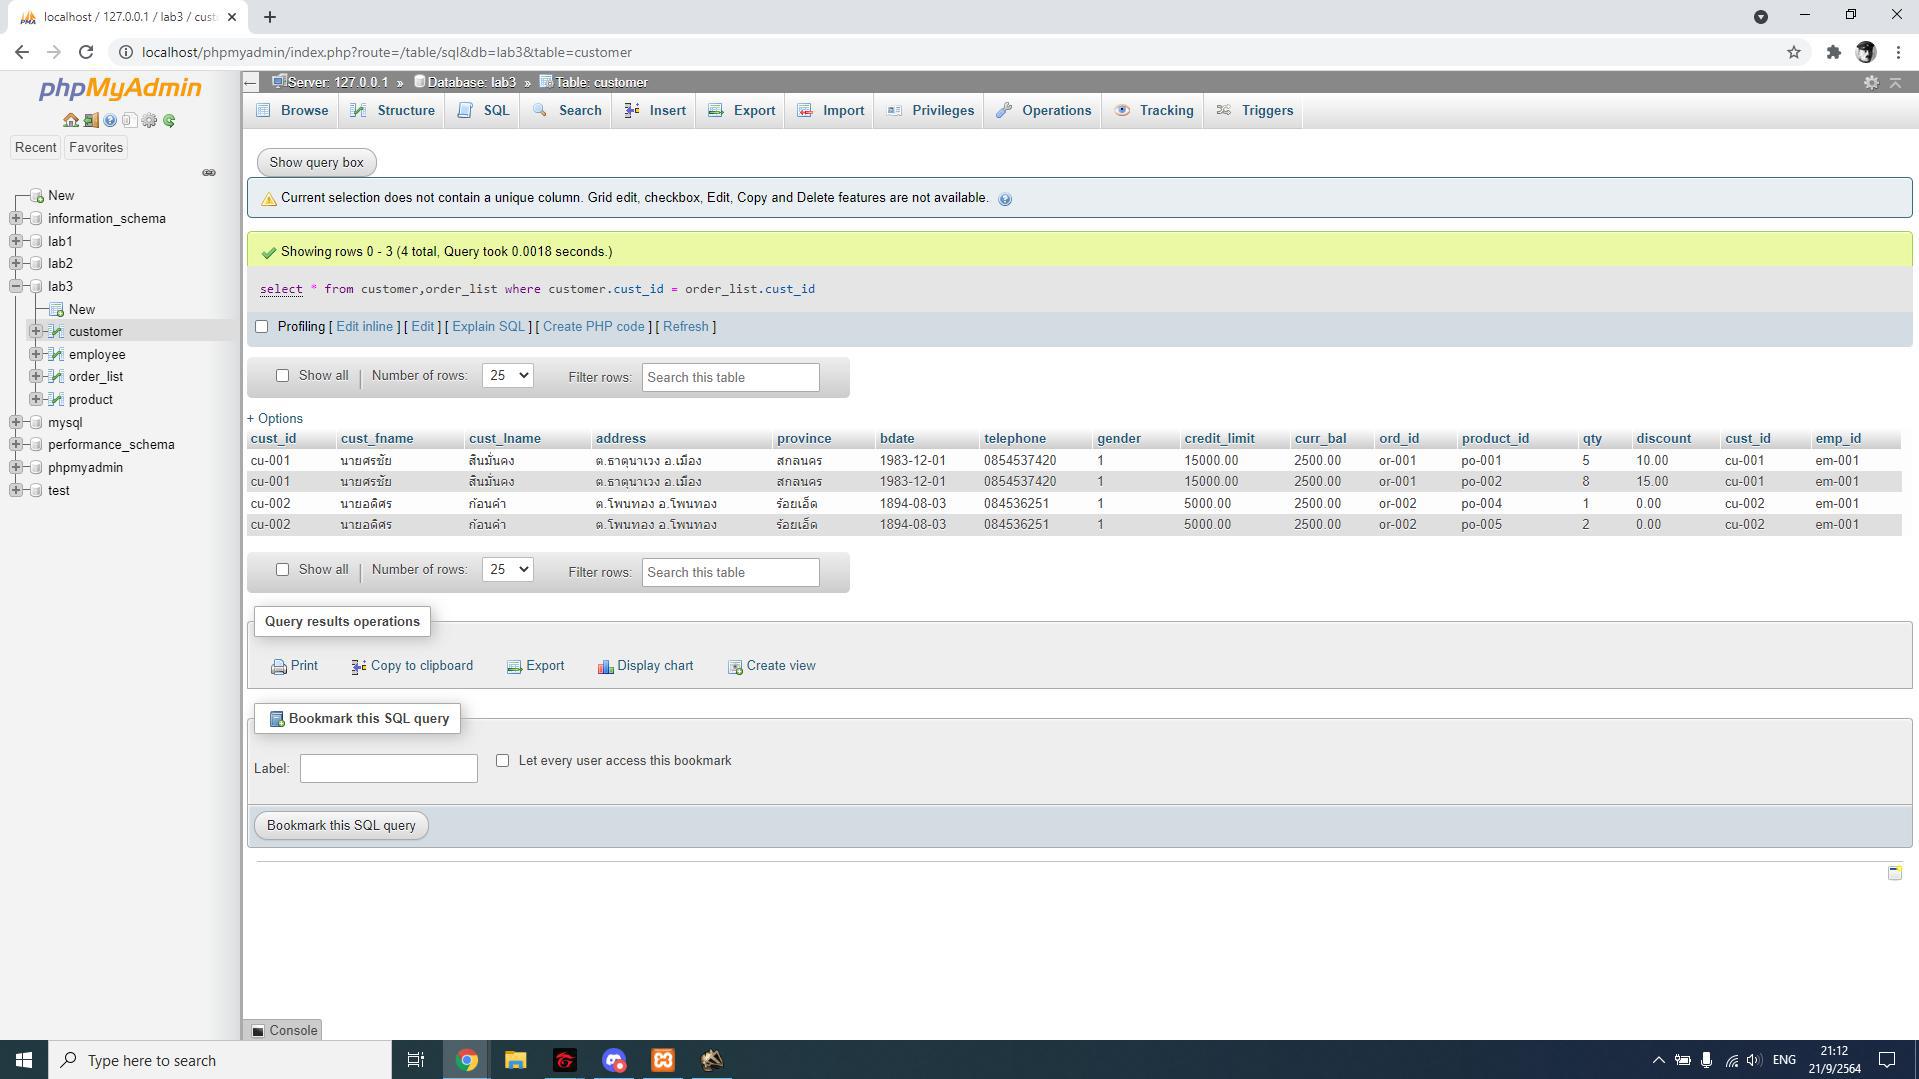 localhost / 127.0.0.1 / lab3 / cust
localhost/phpmyadmin/index.php?route=/table/sql&db=lab3&table=customer
phpMyAdmin
Server: 127.0.0.1 » Database: lab3 » Table: customer
Browse Structure SQL Search Insert Export Import Privileges Operations Tracking Triggers
Recent Favorites
New
information_schema
lab1
lab2
lab3
New
customer
employee
order_list
product
mysql
performance_schema
phpmyadmin
test
Show query box
Current selection does not contain a unique column. Grid edit, checkbox, Edit, Copy and Delete features are not available.
Showing rows 0 - 3 (4 total, Query took 0.0018 seconds.)
select * from customer,order_list where customer.cust_id = order_list.cust_id
Profiling [ Edit inline ] [ Edit ] [ Explain SQL ] [ Create PHP code ] [ Refresh ]
Show all | Number of rows: 25 Filter rows: Search this table
+ Options
cust_id cust_fname cust_lname address province bdate telephone gender credit_limit curr_bal ord_id product_id qty discount cust_id emp_id
cu-001 นายศรชัย สินมั่นคง ต.ธาตุนาเวง อ.เมือง สกลนคร 1983-12-01 0854537420 1 15000.00 2500.00 or-001 po-001 5 10.00 cu-001 em-001
cu-001 นายศรชัย สินมั่นคง ต.ธาตุนาเวง อ.เมือง สกลนคร 1983-12-01 0854537420 1 15000.00 2500.00 or-001 po-002 8 15.00 cu-001 em-001
cu-002 นายอดิศร ก้อนคำ ต.โพนทอง อ.โพนทอง ร้อยเอ็ด 1894-08-03 084536251 1 5000.00 2500.00 or-002 po-004 1 0.00 cu-002 em-001
cu-002 นายอดิศร ก้อนคำ ต.โพนทอง อ.โพนทอง ร้อยเอ็ด 1894-08-03 084536251 1 5000.00 2500.00 or-002 po-005 2 0.00 cu-002 em-001
Show all | Number of rows: 25 Filter rows: Search this table
Query results operations
Print Copy to clipboard Export Display chart Create view
Bookmark this SQL query
Label: Let every user access this bookmark
Bookmark this SQL query
Console
Type here to search
ENG
21:12
21/9/2564